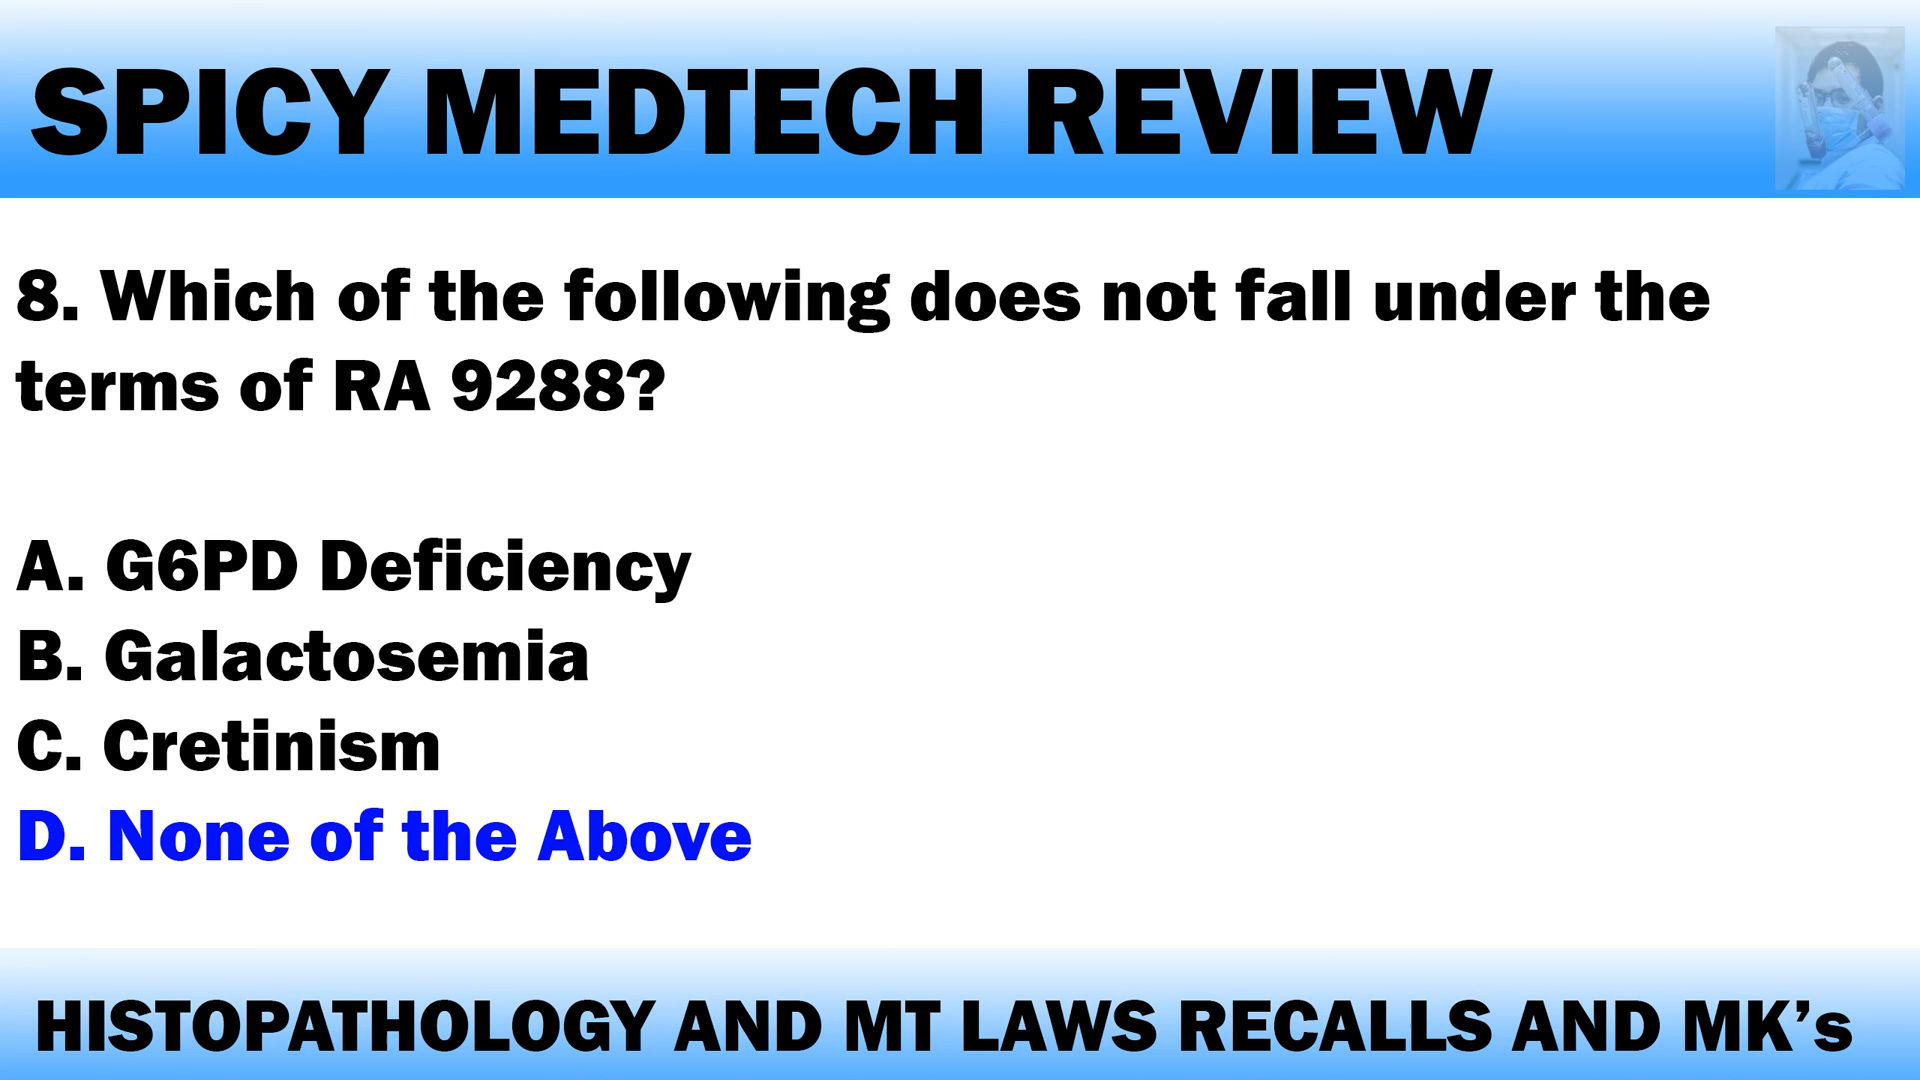 SPICY MEDTECH REVIEW
8. Which of the following does not fall under the
terms of RA 9288?
A. G6PD Deficiency
B. Galactosemia
C. Cretinism
D. None of the Above
HISTOPATHOLOGY AND MT LAWS RECALLS AND MK’s